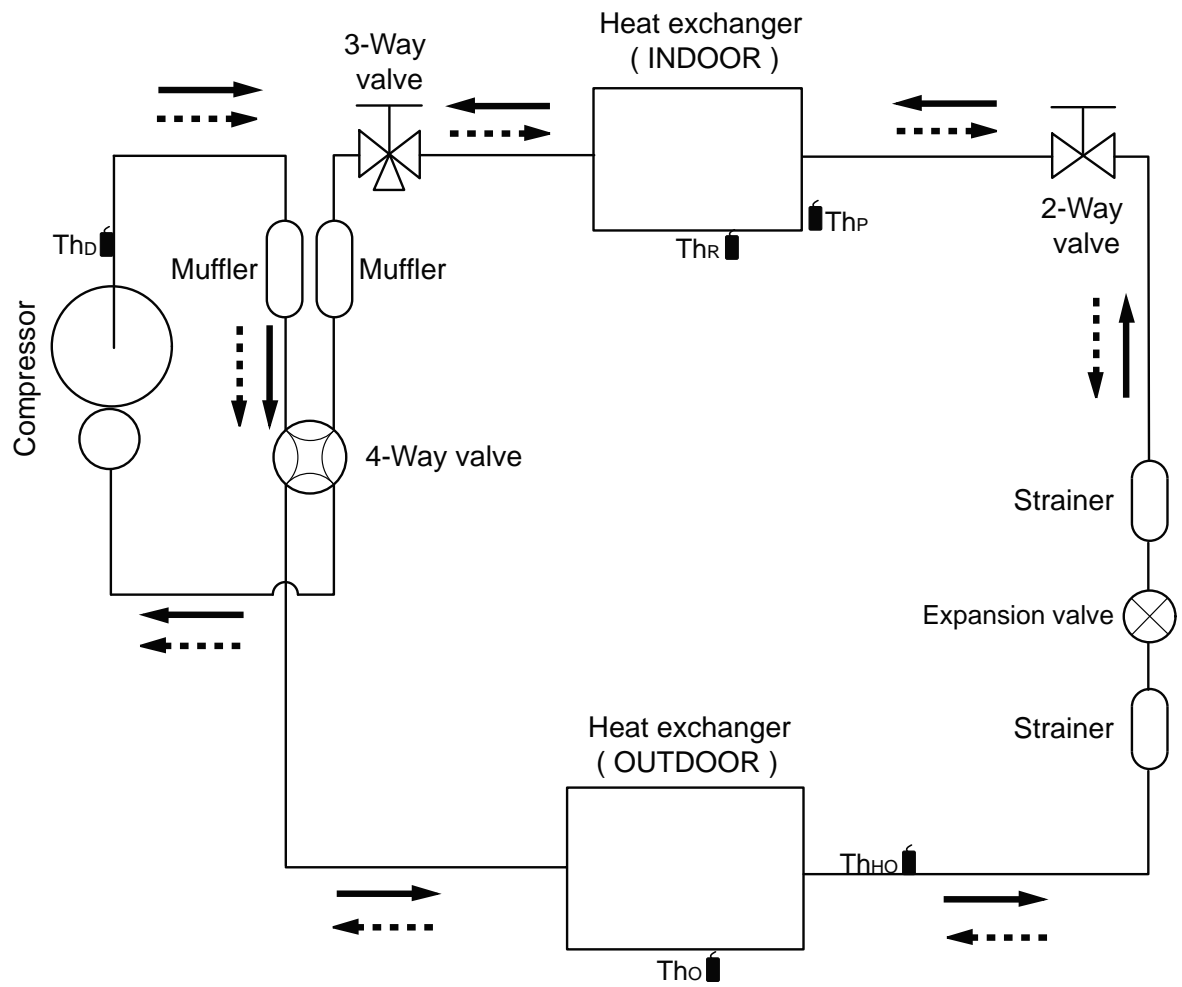 Heat exchanger
( INDOOR )
3-Way
valve
2-Way
valve
ThD
ThP
ThR
Muffler
Muffler
Compressor
4-Way valve
Strainer
Expansion valve
Strainer
Heat exchanger
( OUTDOOR )
ThHO
ThO